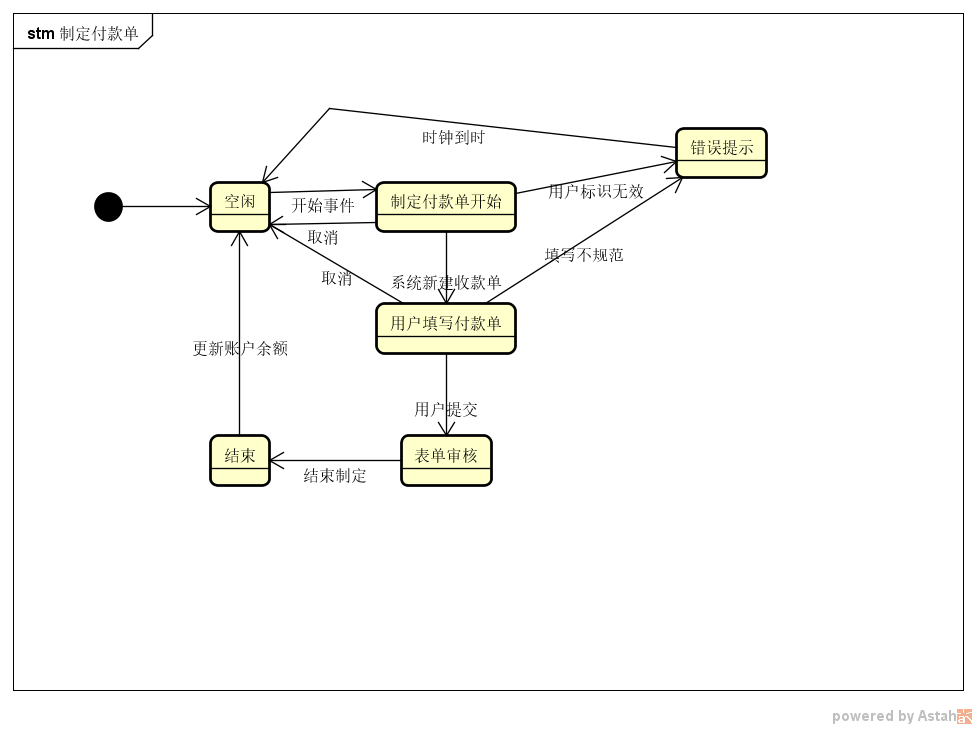 stm 制定付款单
时钟到时
错误提示
空闲
开始事件
制定付款单开始
用户标识无效
取消
取消
填写不规范
系统新建收款单
用户填写付款单
更新账户余额
用户提交
结束
结束制定
表单审核
powered by Astah